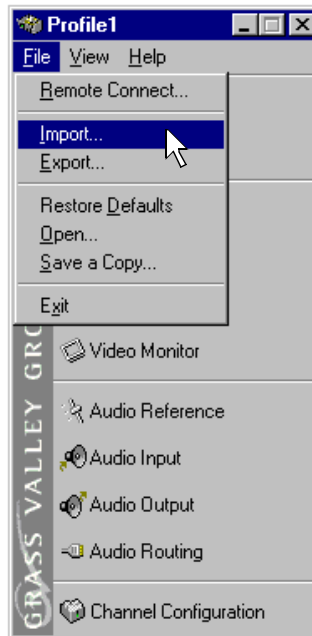 Profile1
File View Help
Remote Connect...
Import...
Export...
Restore Defaults
Open...
Save a Copy...
Exit
Video Monitor
Audio Reference
Audio Input
Audio Output
Audio Routing
Channel Configuration
GRASS VALLEY GRO